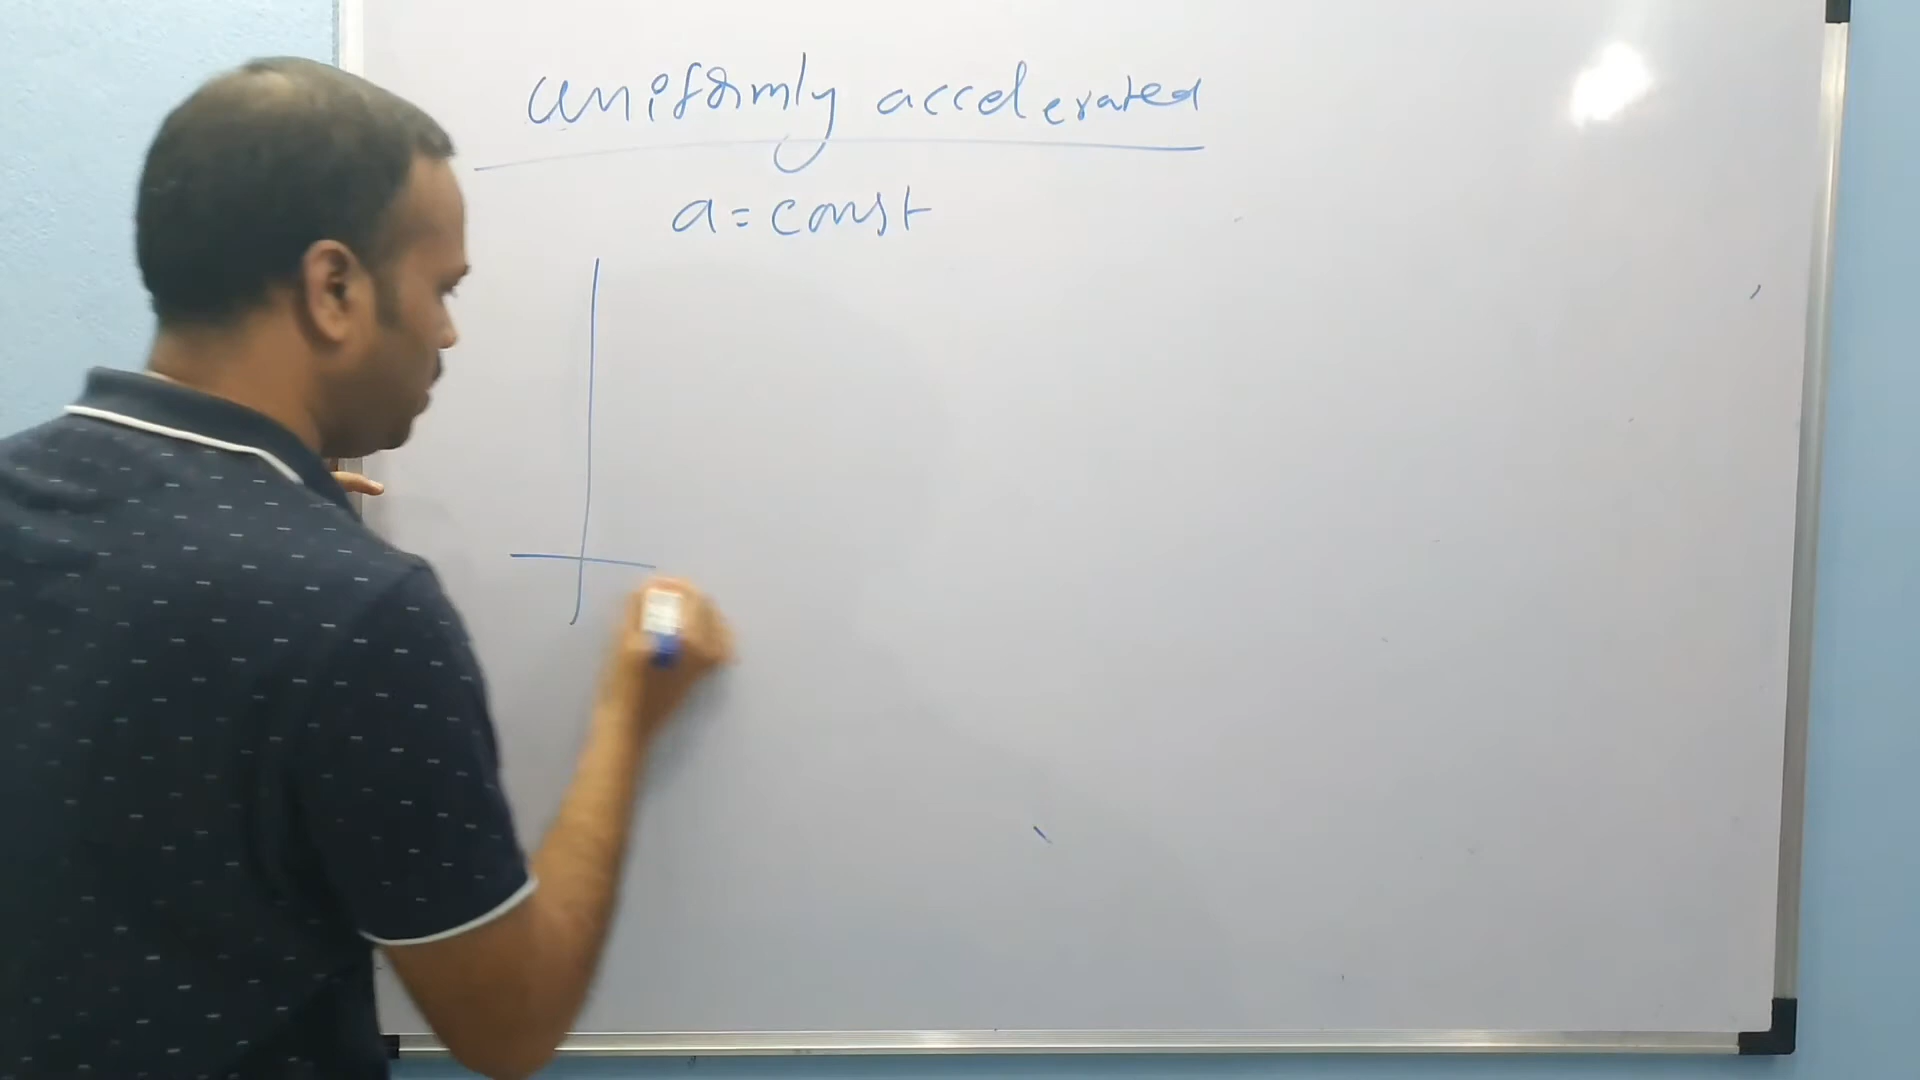 uniformly accelerated
a = const